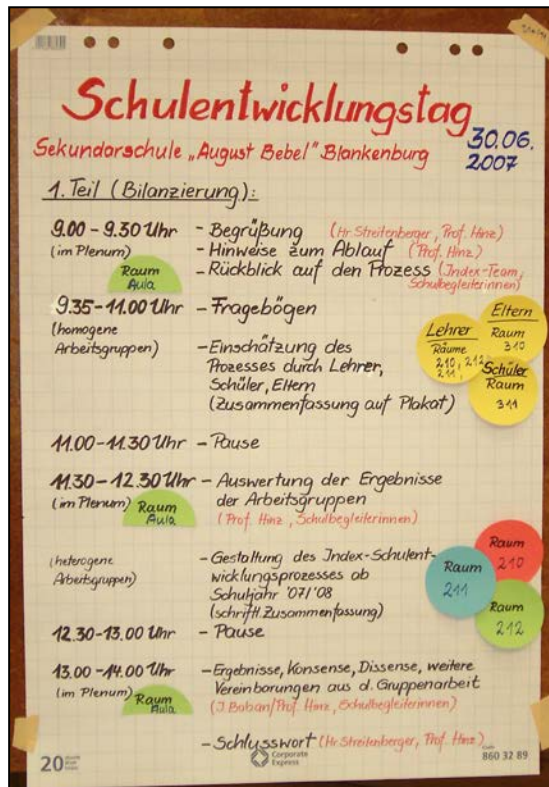 Schulentwicklungstag
Sekundarschule „August Bebel" Blankenburg
30.06.
2007
1. Teil (Bilanzierung):
9.00 - 9.30 Uhr - Begrüßung (Hr Streitenberger, Prof. Hinz)
(im Plenum) - Hinweise zum Ablauf (Prof. Hinz)
Raum Aula
- Rückblick auf den Prozess (Index-Team,
Schulbegleiterinnen)
9.35 - 11.00 Uhr - Fragebögen
(homogene
Arbeitsgruppen)
- Einschätzung des
Prozesses durch Lehrer,
Schüler, Eltern
(Zusammenfassung auf Plakat)
Eltern
Raum
310
Lehrer
Räume
210, 212
211,
Schüler
Raum
311
11.00 - 11.30 Uhr - Pause
11.30 - 12.30 Uhr - Auswertung der Ergebnisse
(im Plenum) der Arbeitsgruppen
Raum Aula
(Prof. Hinz, Schulbegleiterinnen)
(heterogene
Arbeitsgruppen)
- Gestaltung des Index-Schulent-
wicklungsprozesses ab
Schuljahr '07/'08
(schriftl. Zusammenfassung)
Raum
210
Raum
211
Raum
212
12.30 - 13.00 Uhr - Pause
13.00 - 14.00 Uhr - Ergebnisse, Konsense, Dissense, weitere
(im Plenum) Vereinbarungen aus d. Gruppenarbeit
Raum Aula
(J. Baban/Prof. Hinz, Schulbegleiterinnen)
- Schlusswort (Hr Streitenberger, Prof. Hinz)
20
Corporate
Express
860 32 89